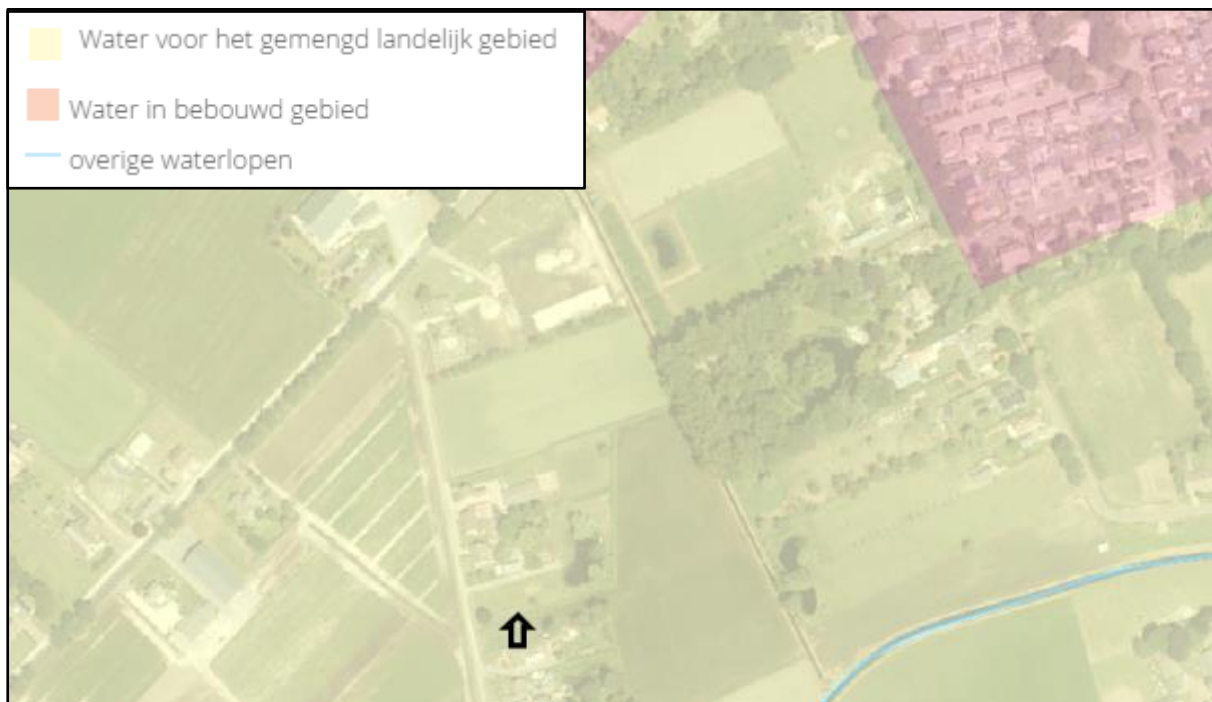 Water voor het gemengd landelijk gebied
Water in bebouwd gebied
overige waterlopen